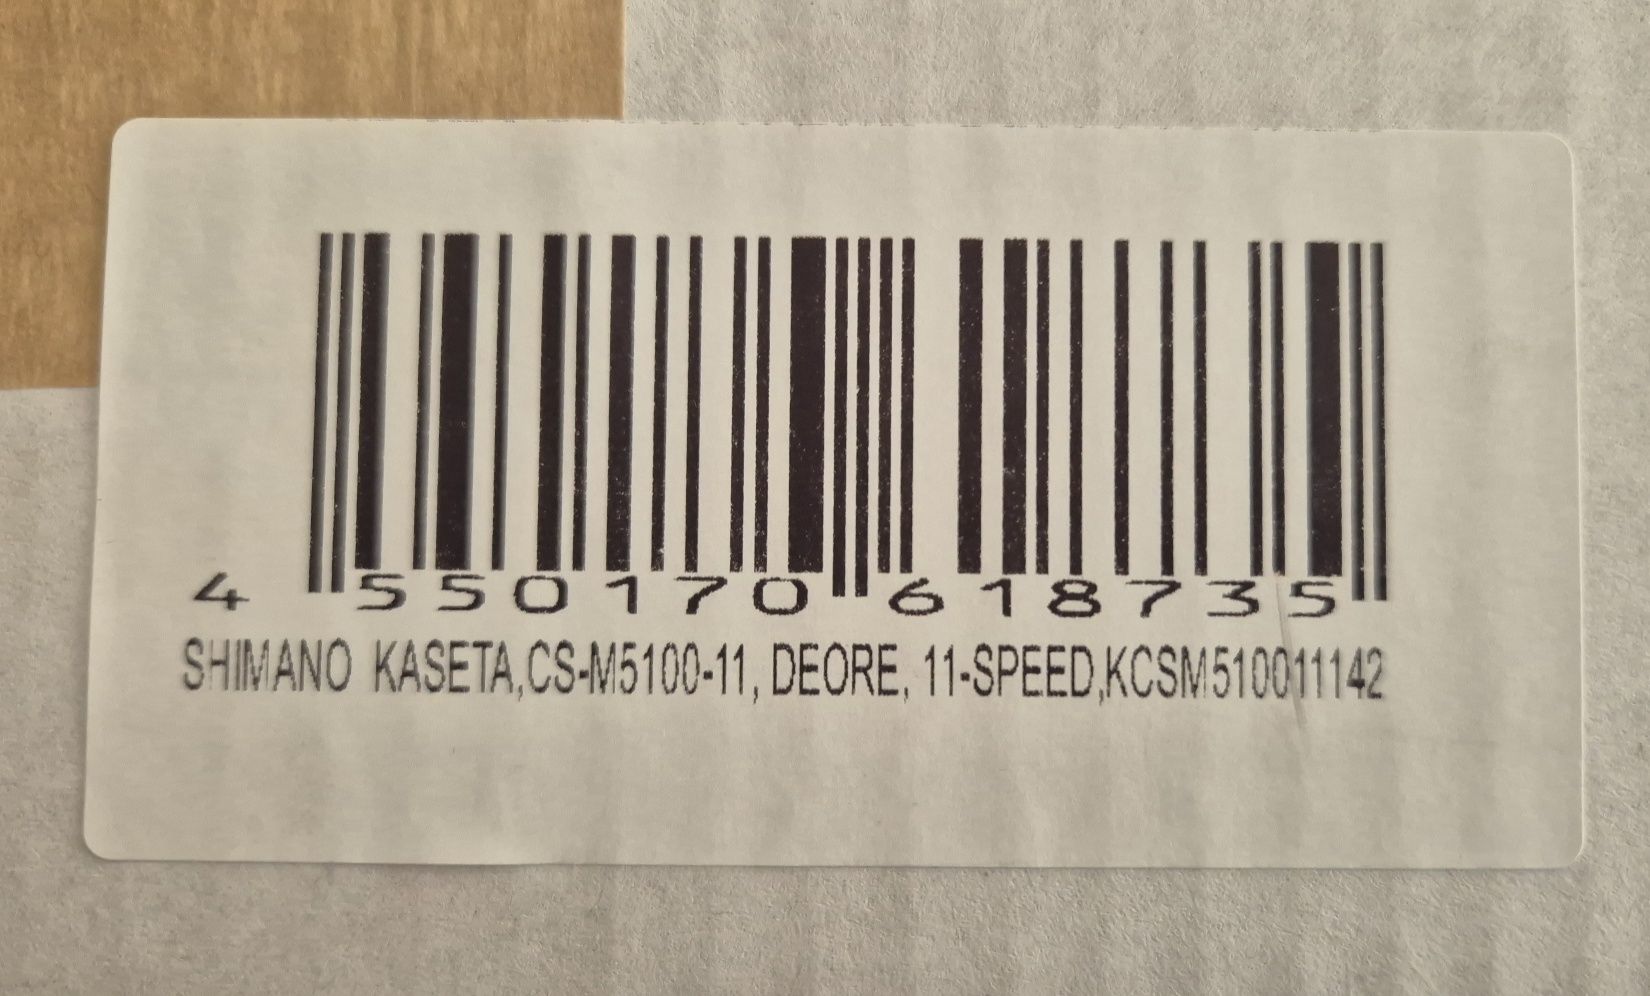 4 550170 618735
SHIMANO KASETA,CS-M5100-11, DEORE, 11-SPEED,KCSM510011142